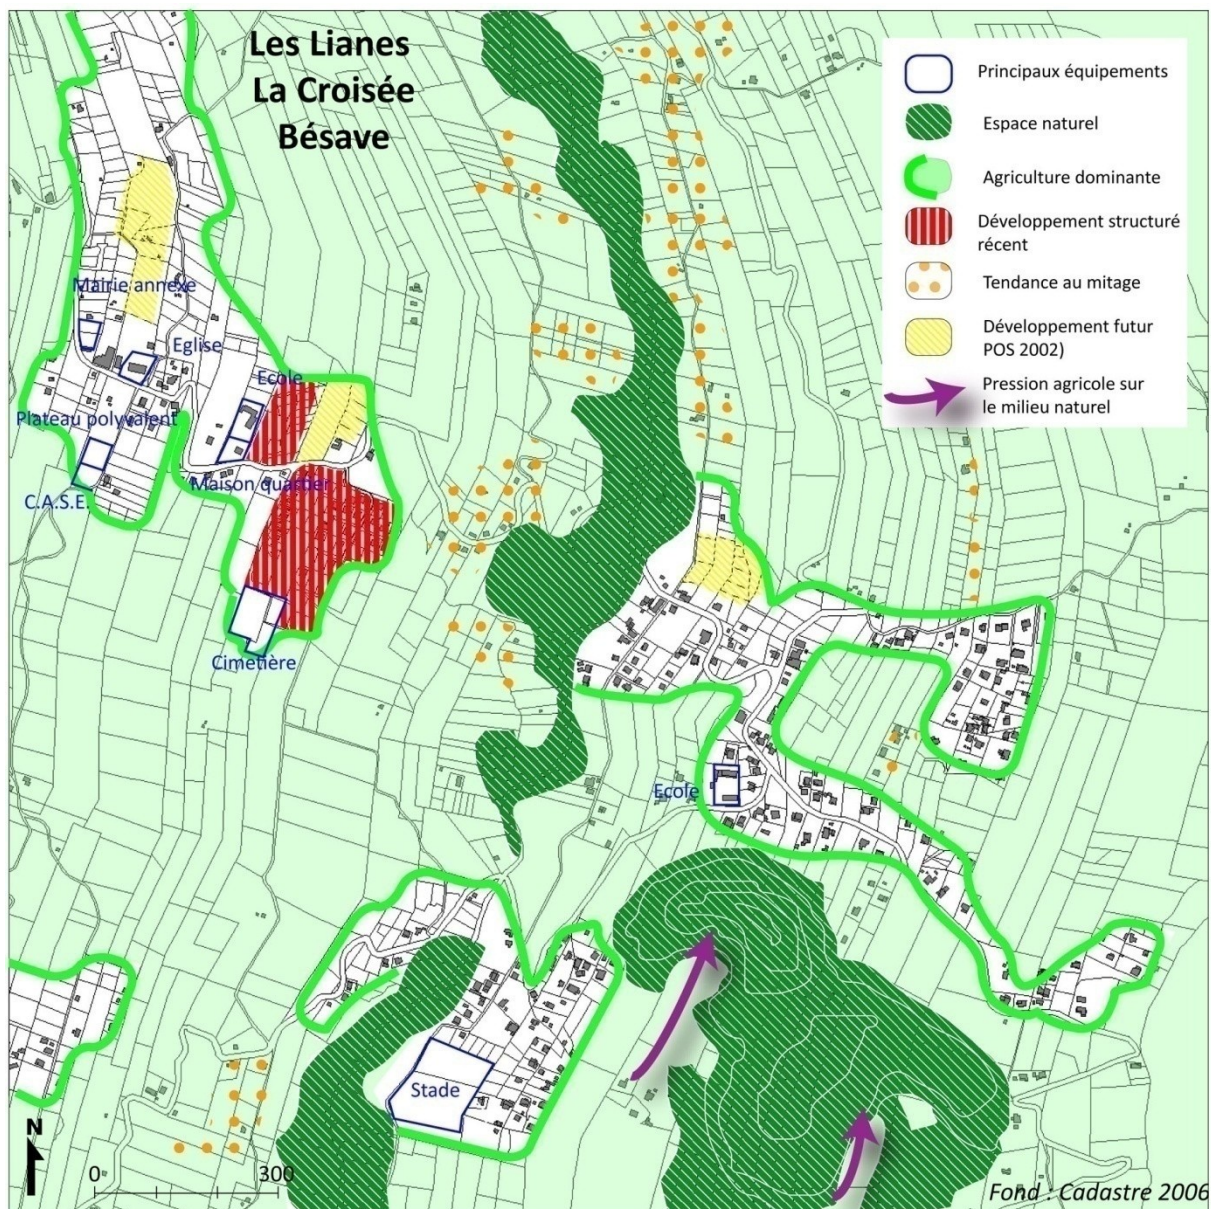 Les Lianes
La Croisée
Bésave
Principaux équipements
Espace naturel
Agriculture dominante
Développement structuré
récent
Tendance au mitage
Développement futur
POS 2002)
Pression agricole sur
le milieu naturel
Mairie annexe
Eglise
Ecole
Plateau polyvalent
Maison quartier
C.A.S.E.
Cimetière
Ecole
Stade
N
0 300
Fond : Cadastre 2006